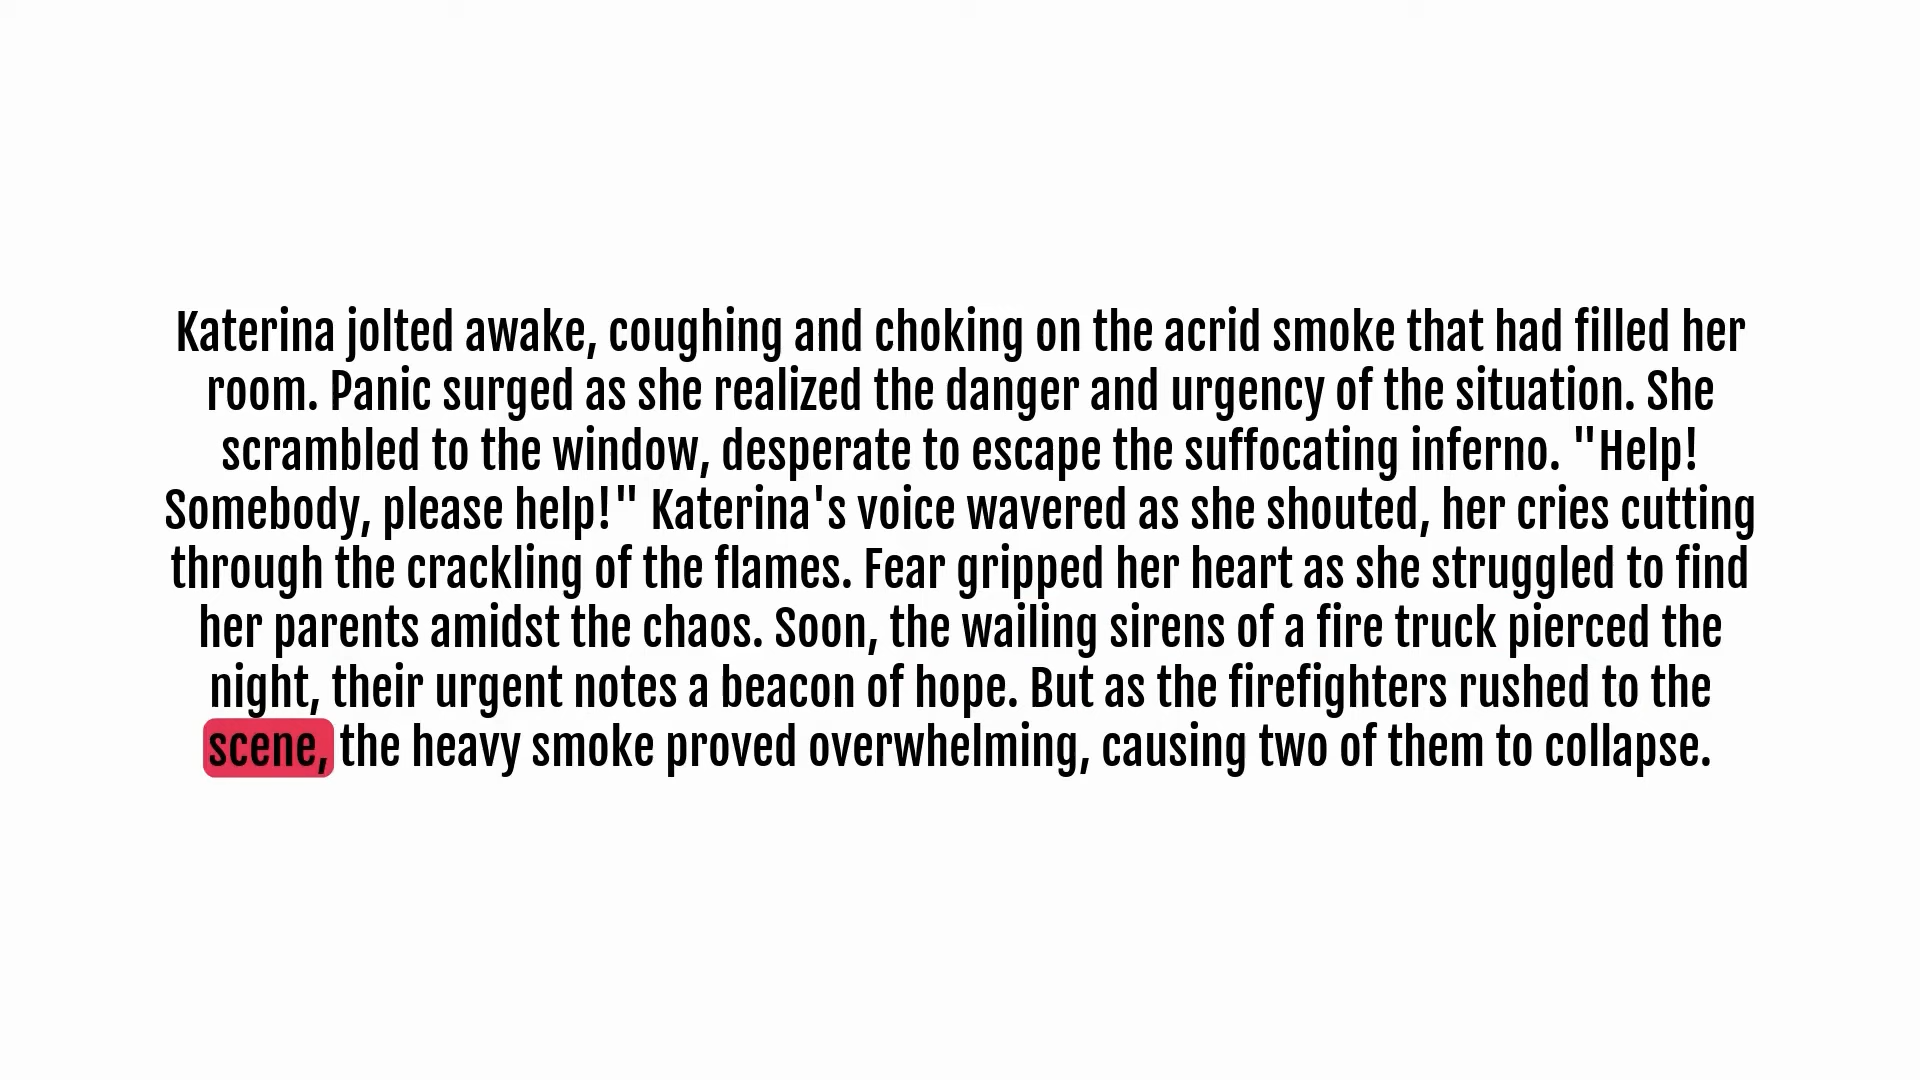 Katerina jolted awake, coughing and choking on the acrid smoke that had filled her
room. Panic surged as she realized the danger and urgency of the situation. She
scrambled to the window, desperate to escape the suffocating inferno. "Help!
Somebody, please help!" Katerina's voice wavered as she shouted, her cries cutting
through the crackling of the flames. Fear gripped her heart as she struggled to find
her parents amidst the chaos. Soon, the wailing sirens of a fire truck pierced the
night, their urgent notes a beacon of hope. But as the firefighters rushed to the
scene, the heavy smoke proved overwhelming, causing two of them to collapse.